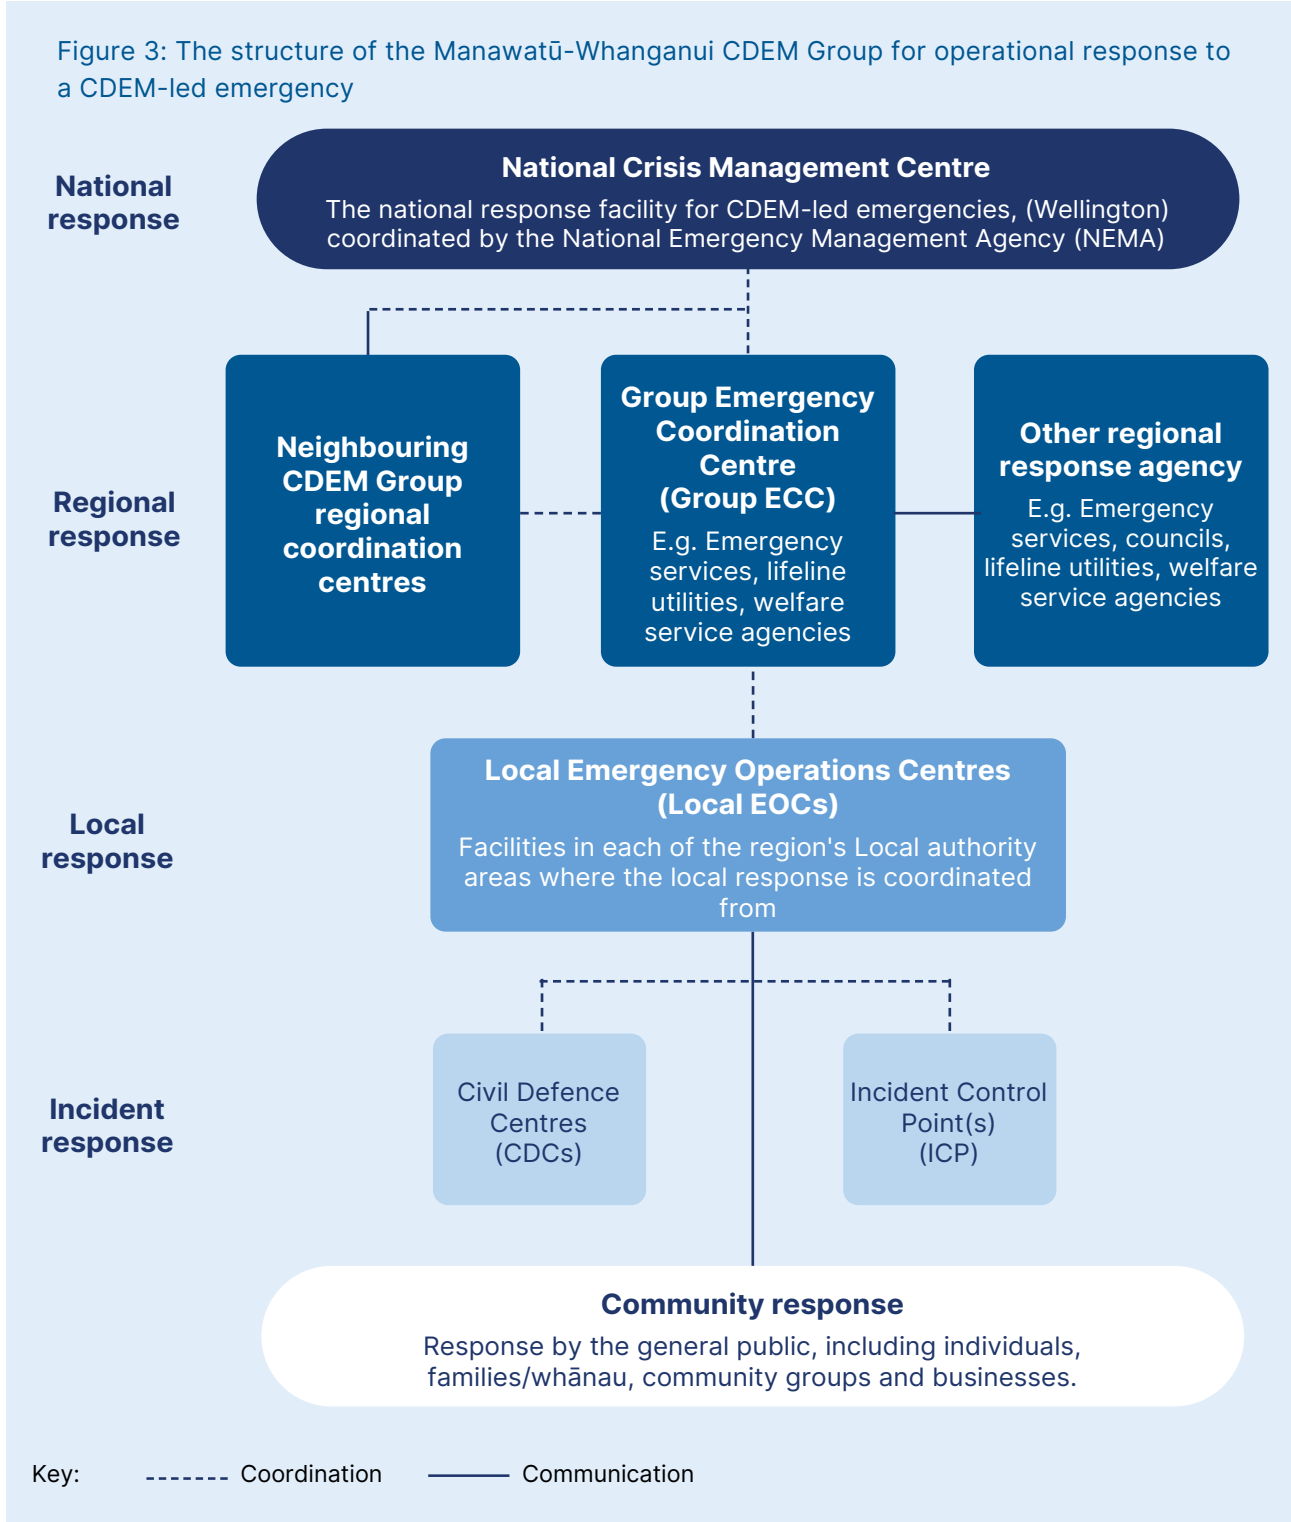 Figure 3: The structure of the Manawatū-Whanganui CDEM Group for operational response to
a CDEM-led emergency
National
response
National Crisis Management Centre
The national response facility for CDEM-led emergencies, (Wellington)
coordinated by the National Emergency Management Agency (NEMA)
Regional
response
Neighbouring
CDEM Group
regional
coordination
centres
Group Emergency
Coordination
Centre
(Group ECC)
E.g. Emergency
services, lifeline
utilities, welfare
service agencies
Other regional
response agency
E.g. Emergency
services, councils,
lifeline utilities, welfare
service agencies
Local
response
Local Emergency Operations Centres
(Local EOCs)
Facilities in each of the region's Local authority
areas where the local response is coordinated
from
Incident
response
Civil Defence
Centres
(CDCs)
Incident Control
Point(s)
(ICP)
Community response
Response by the general public, including individuals,
families/whānau, community groups and businesses.
Key:
Coordination
Communication